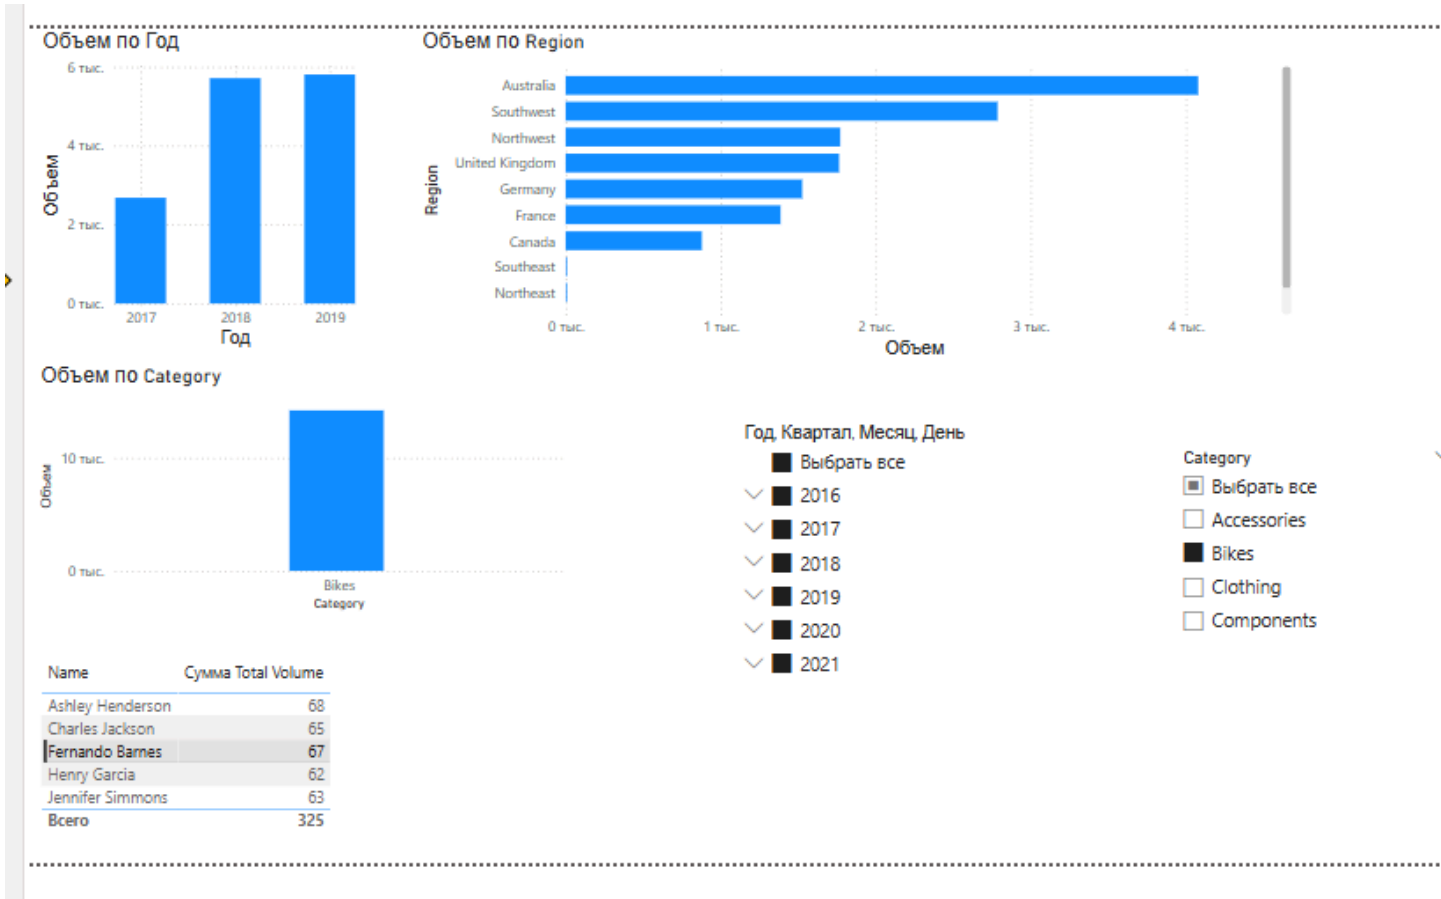 Объем по Год
6 тыс.
4 тыс.
2 тыс.
0 тыс.
Объем
2017 2018 2019
Год
Объем по Region
Region
Australia
Southwest
Northwest
United Kingdom
Germany
France
Canada
Southeast
Northeast
0 тыс. 1 тыс. 2 тыс. 3 тыс. 4 тыс.
Объем
Объем по Category
Объем
10 тыс.
0 тыс.
Bikes
Category
Год, Квартал, Месяц, День
Выбрать все
2016
2017
2018
2019
2020
2021
Category
Выбрать все
Accessories
Bikes
Clothing
Components
Name Сумма Total Volume
Ashley Henderson 68
Charles Jackson 65
Fernando Barnes 67
Henry Garcia 62
Jennifer Simmons 63
Всего 325